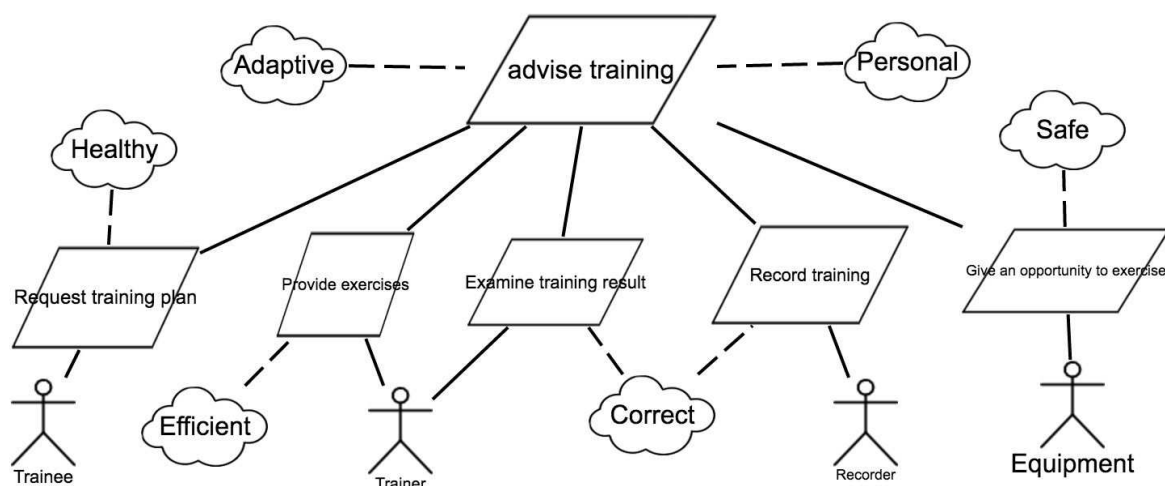 Adaptive
advise training
Personal
Healthy
Safe
Request training plan
Provide exercises
Examine training result
Record training
Give an opportunity to exercise
Efficient
Correct
Trainee
Trainer
Recorder
Equipment